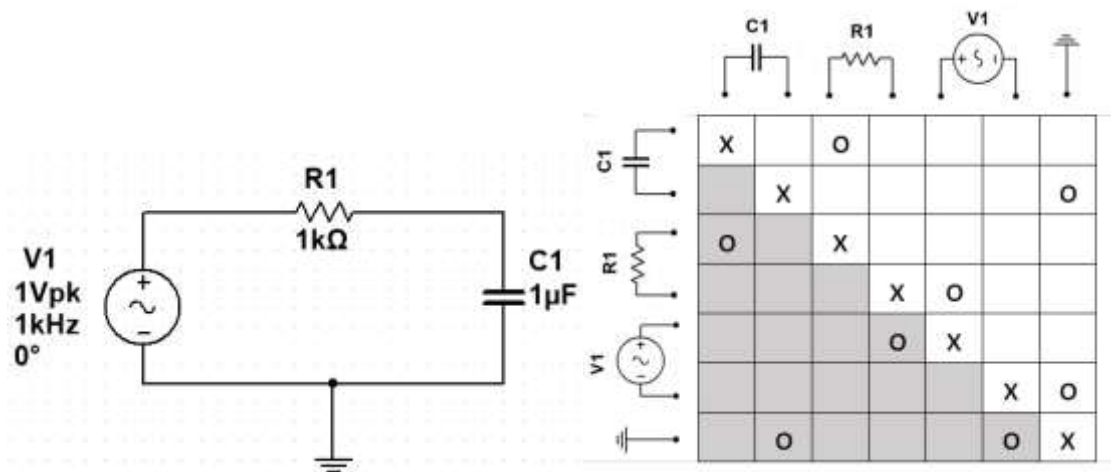 R1
1kΩ
V1
1Vpk
1kHz
0°
C1
1µF
C1
R1
V1
C1
R1
V1
X O
X O
O X
X O
O X
X O
O O X